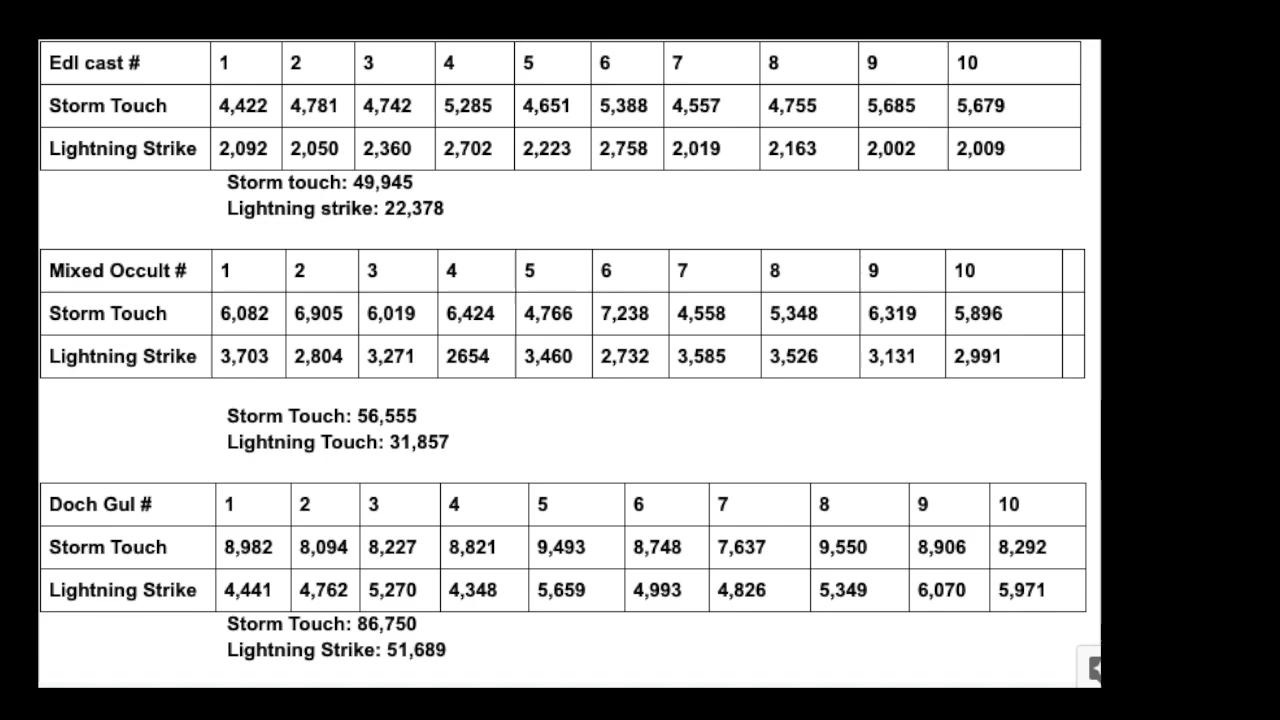 Edl cast # 1 2 3 4 5 6 7 8 9 10
Storm Touch 4,422 4,781 4,742 5,285 4,651 5,388 4,557 4,755 5,685 5,679
Lightning Strike 2,092 2,050 2,360 2,702 2,223 2,758 2,019 2,163 2,002 2,009
Storm touch: 49,945
Lightning strike: 22,378
Mixed Occult # 1 2 3 4 5 6 7 8 9 10
Storm Touch 6,082 6,905 6,019 6,424 4,766 7,238 4,558 5,348 6,319 5,896
Lightning Strike 3,703 2,804 3,271 2654 3,460 2,732 3,585 3,526 3,131 2,991
Storm Touch: 56,555
Lightning Touch: 31,857
Doch Gul # 1 2 3 4 5 6 7 8 9 10
Storm Touch 8,982 8,094 8,227 8,821 9,493 8,748 7,637 9,550 8,906 8,292
Lightning Strike 4,441 4,762 5,270 4,348 5,659 4,993 4,826 5,349 6,070 5,971
Storm Touch: 86,750
Lightning Strike: 51,689